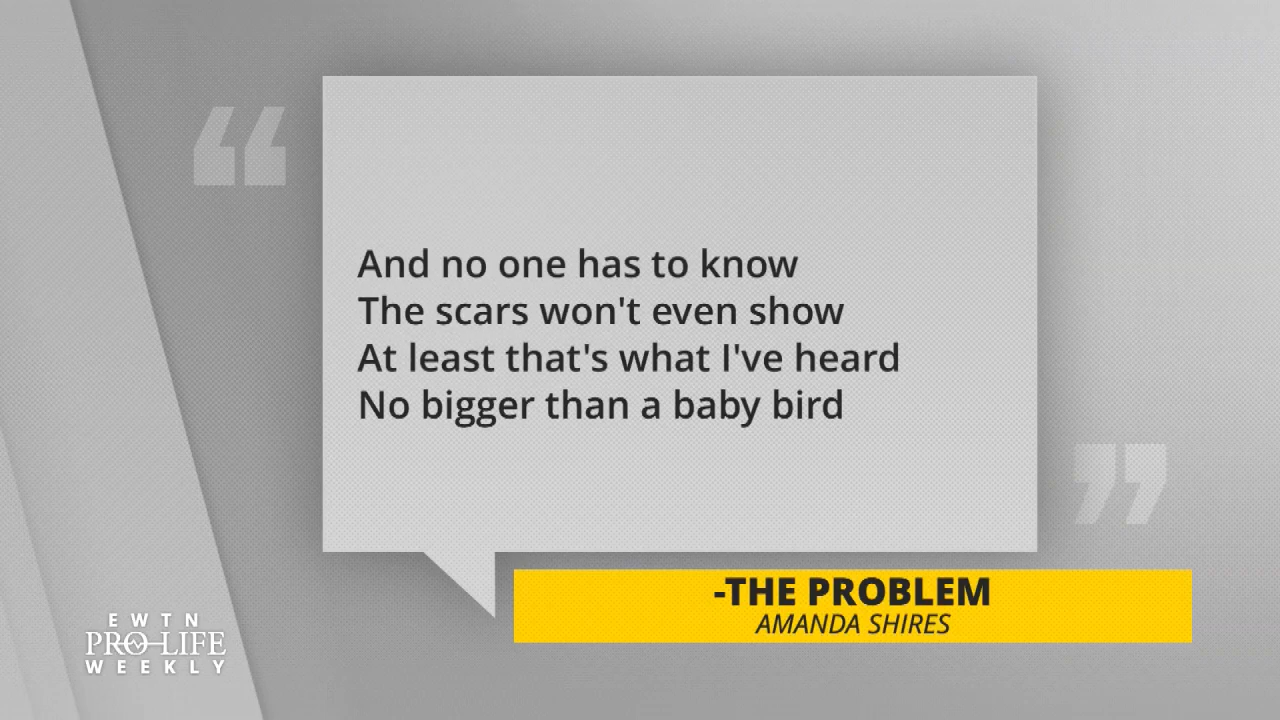 And no one has to know
The scars won't even show
At least that's what I've heard
No bigger than a baby bird
-THE PROBLEM
AMANDA SHIRES
EWTN
PRO-LIFE
WEEKLY